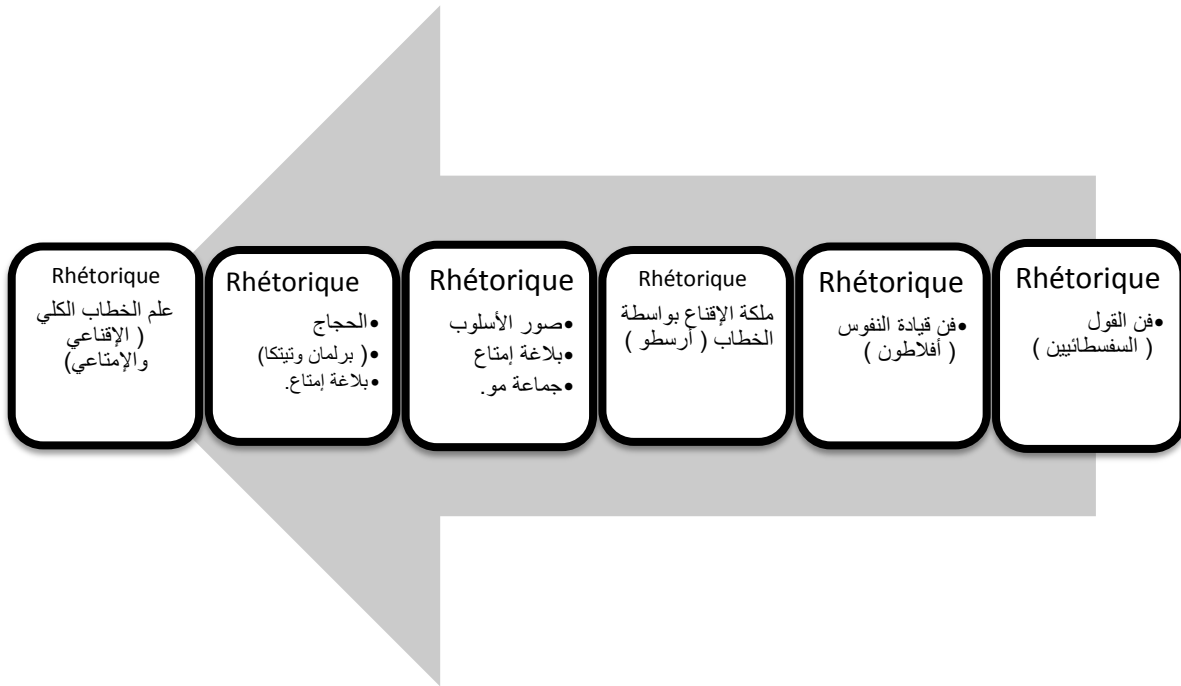 Rhétorique
•فن القول
( السفسطائيين )
Rhétorique
•فن قيادة النفوس
( أفلاطون )
Rhétorique
ملكة الإقناع بواسطة
الخطاب ( أرسطو )
Rhétorique
•صور الأسلوب
•بلاغة إمتاع
•جماعة مو.
Rhétorique
•الحجاج
•( برلمان وتيتكا)
•بلاغة إمتاع.
Rhétorique
علم الخطاب الكلي
( الإقناعي
والإمتاعي)